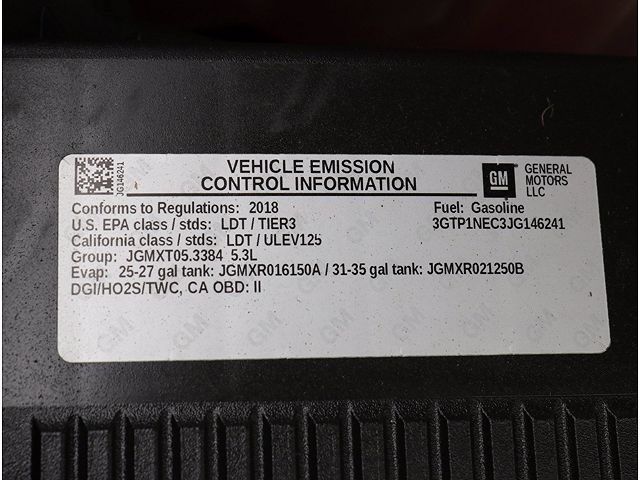 JG146241
VEHICLE EMISSION
CONTROL INFORMATION
GM
GENERAL
MOTORS
LLC
Conforms to Regulations: 2018
Fuel: Gasoline
U.S. EPA class / stds: LDT / TIER3
3GTP1NEC3JG146241
California class / stds: LDT / ULEV125
Group: JGMXT05.3384 5.3L
Evap: 25-27 gal tank: JGMXR016150A / 31-35 gal tank: JGMXR021250B
DGI/HO2S/TWC, CA OBD: II